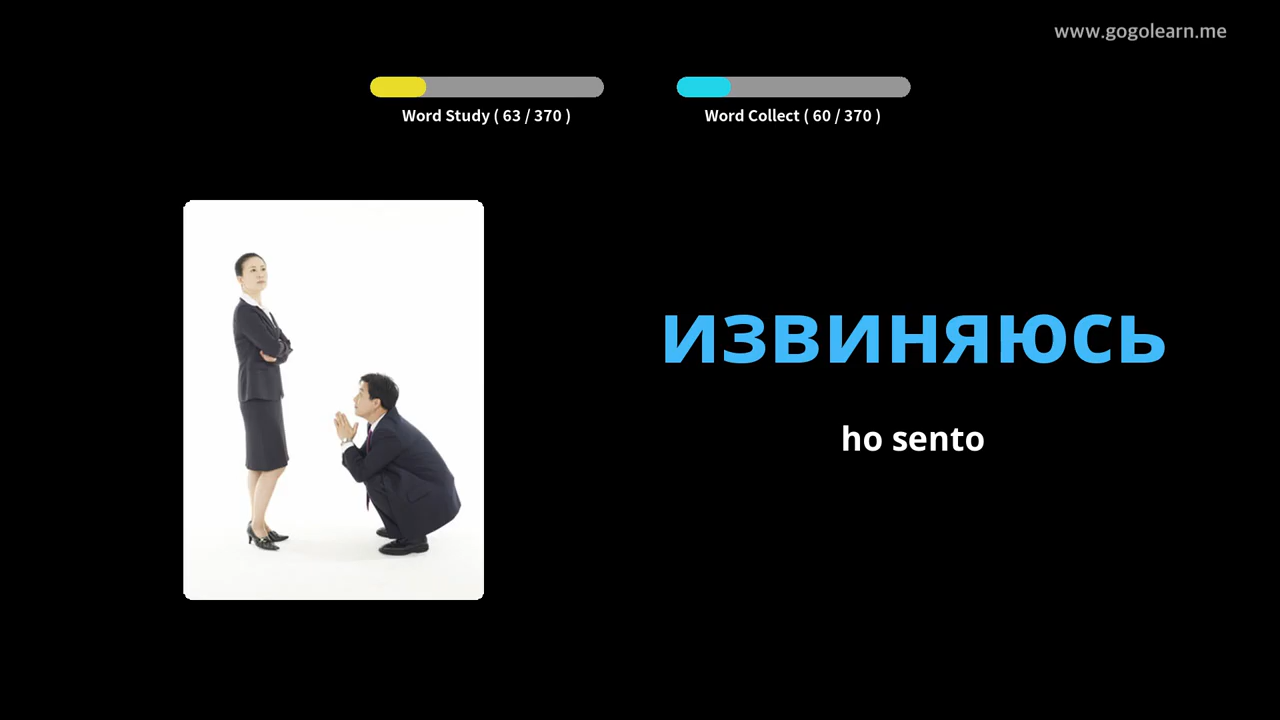 www.gogolearn.me
Word Study ( 63 / 370 )
Word Collect ( 60 / 370 )
извиняюсь
ho sento